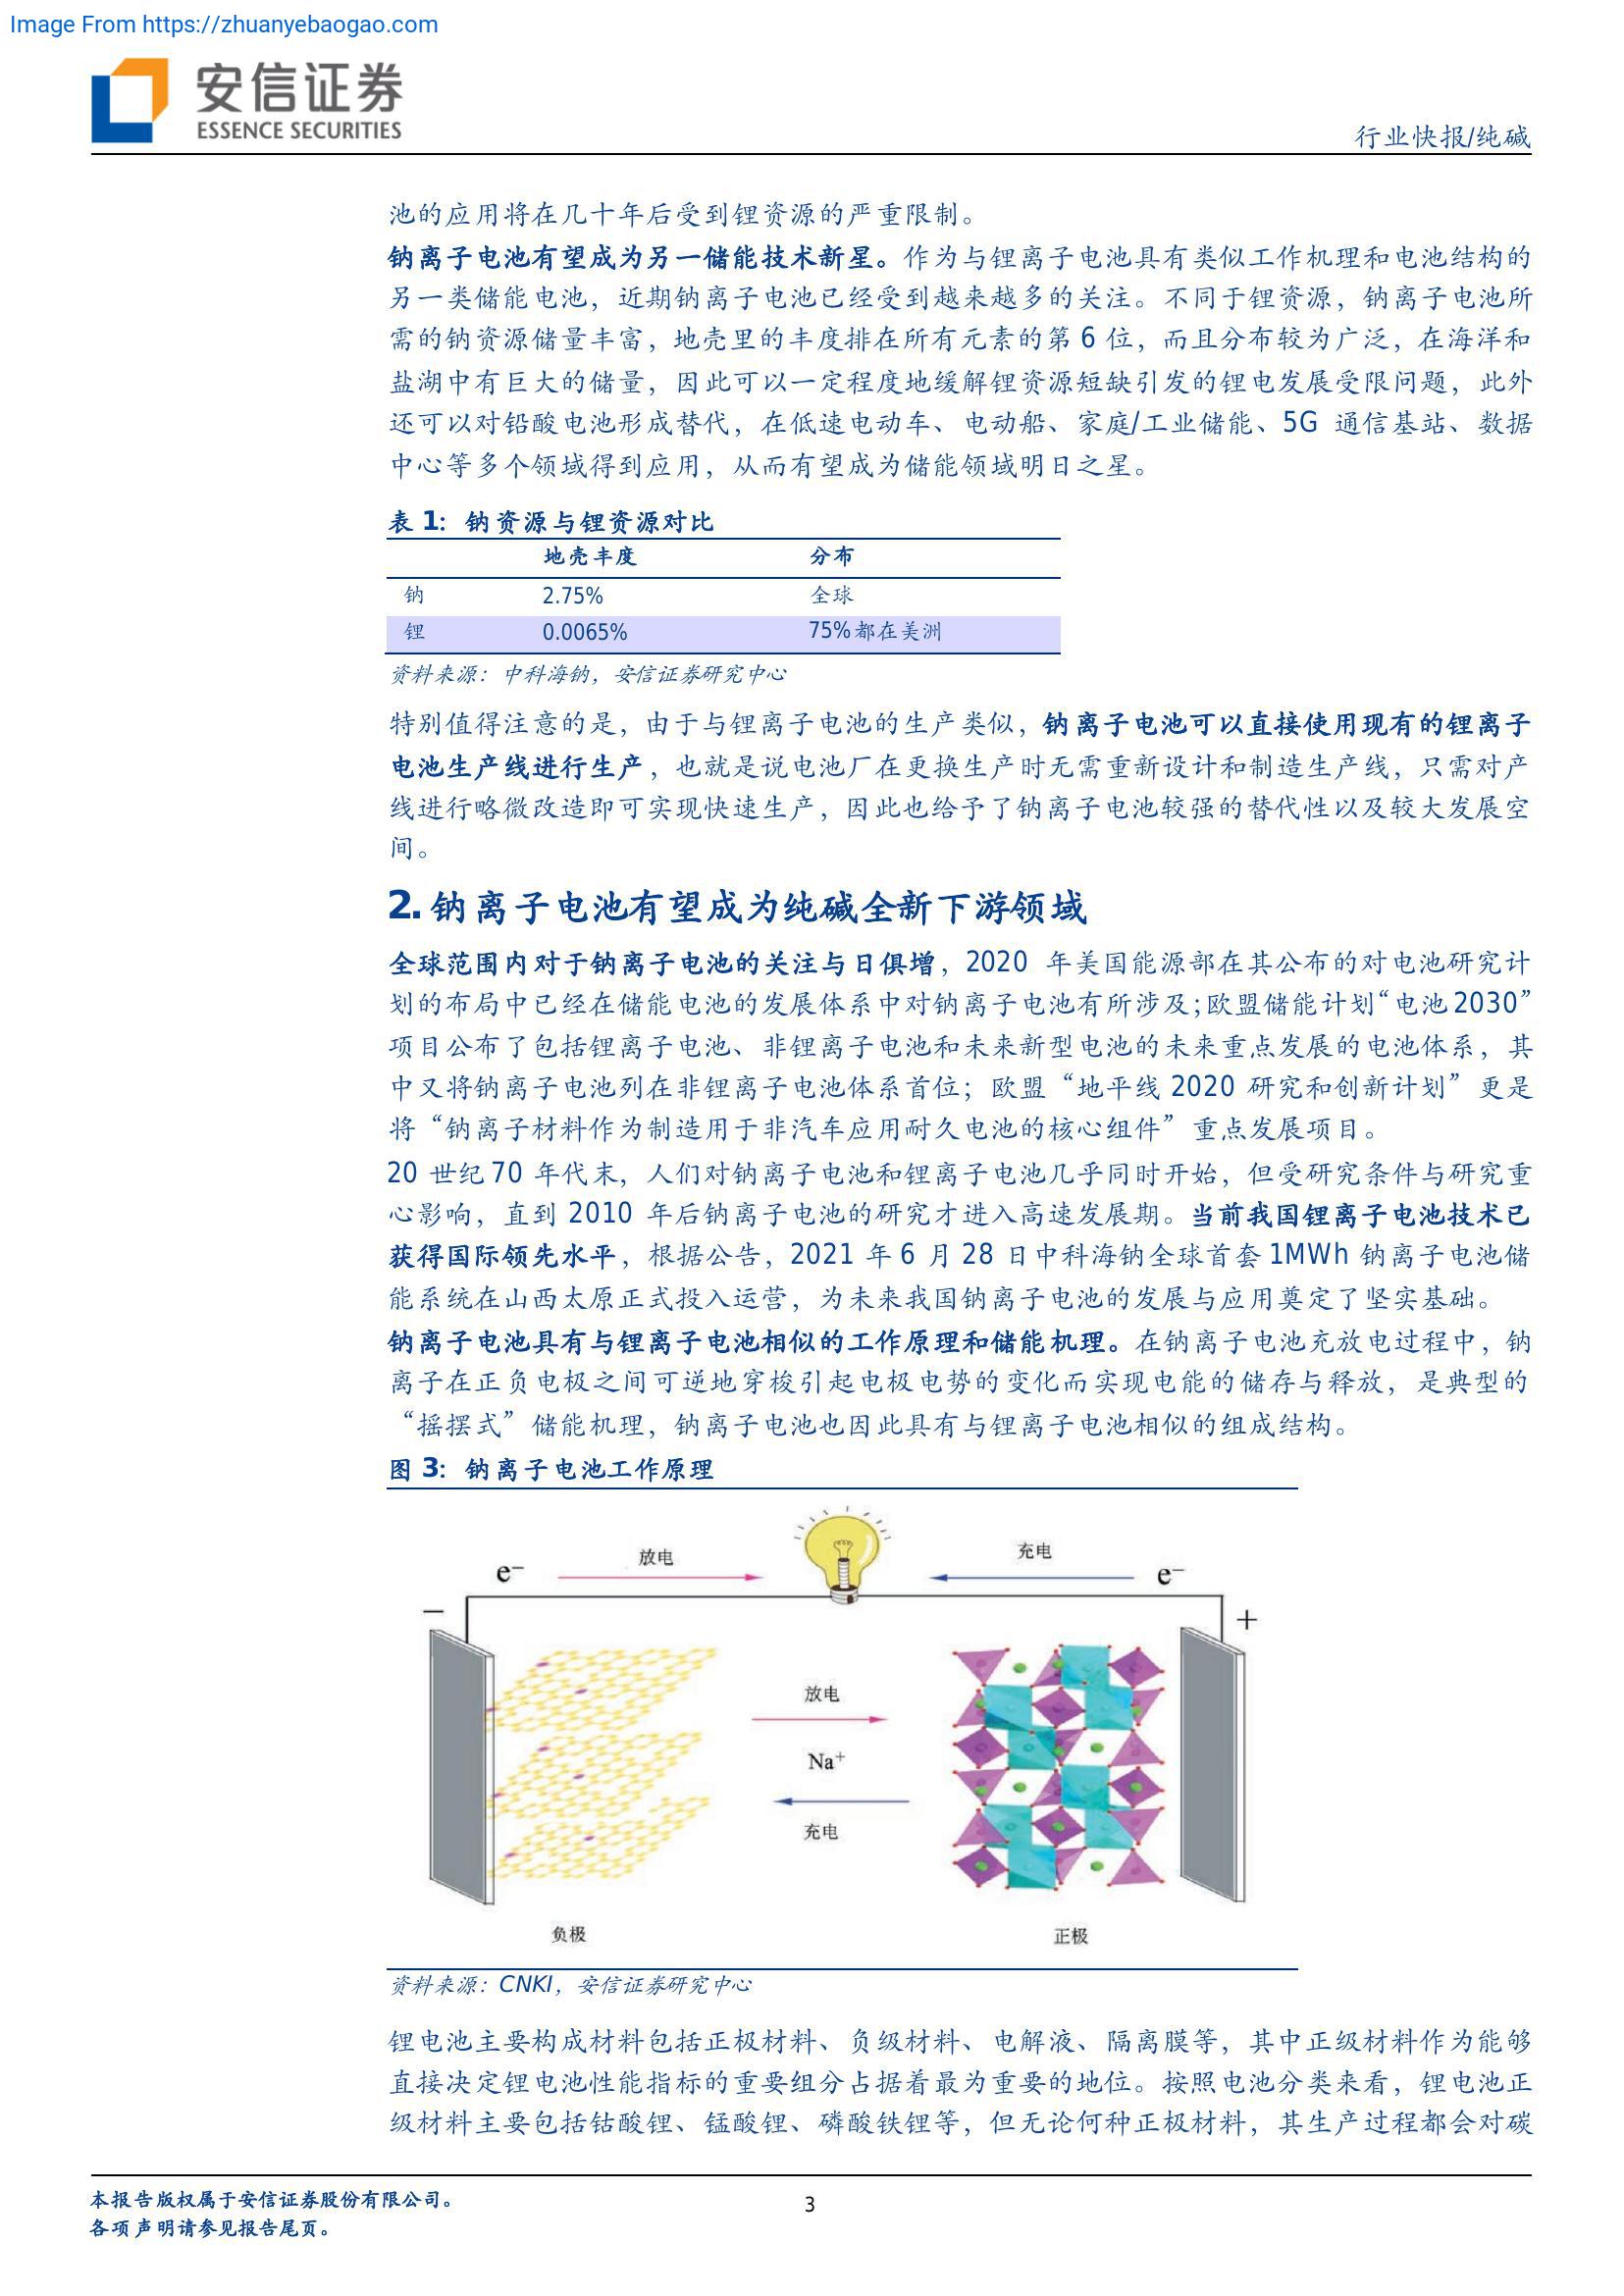 Image From https://zhuanyebaogao.com
安信证券
ESSENCE SECURITIES
行业快报/纯碱
池的应用将在几十年后受到锂资源的严重限制。
钠离子电池有望成为另一储能技术新星。作为与锂离子电池具有类似工作机理和电池结构的
另一类储能电池，近期钠离子电池已经受到越来越多的关注。不同于锂资源，钠离子电池所
需的钠资源储量丰富，地壳里的丰度排在所有元素的第 6 位，而且分布较为广泛，在海洋和
盐湖中有巨大的储量，因此可以一定程度地缓解锂资源短缺引发的锂电发展受限问题，此外
还可以对铅酸电池形成替代，在低速电动车、电动船、家庭/工业储能、5G 通信基站、数据
中心等多个领域得到应用，从而有望成为储能领域明日之星。
表 1：钠资源与锂资源对比
地壳丰度 分布
钠 2.75% 全球
锂 0.0065% 75%都在美洲
资料来源：中科海钠，安信证券研究中心
特别值得注意的是，由于与锂离子电池的生产类似，钠离子电池可以直接使用现有的锂离子
电池生产线进行生产，也就是说电池厂在更换生产时无需重新设计和制造生产线，只需对产
线进行略微改造即可实现快速生产，因此也给予了钠离子电池较强的替代性以及较大发展空
间。
2.钠离子电池有望成为纯碱全新下游领域
全球范围内对于钠离子电池的关注与日俱增，2020 年美国能源部在其公布的对电池研究计
划的布局中已经在储能电池的发展体系中对钠离子电池有所涉及；欧盟储能计划“电池2030”
项目公布了包括锂离子电池、非锂离子电池和未来新型电池的未来重点发展的电池体系，其
中又将钠离子电池列在非锂离子电池体系首位；欧盟“地平线 2020 研究和创新计划”更是
将“钠离子材料作为制造用于非汽车应用耐久电池的核心组件”重点发展项目。
20 世纪70 年代末，人们对钠离子电池和锂离子电池几乎同时开始，但受研究条件与研究重
心影响，直到 2010 年后钠离子电池的研究才进入高速发展期。当前我国锂离子电池技术已
获得国际领先水平，根据公告，2021 年 6 月 28 日中科海钠全球首套1MWh 钠离子电池储
能系统在山西太原正式投入运营，为未来我国钠离子电池的发展与应用奠定了坚实基础。
钠离子电池具有与锂离子电池相似的工作原理和储能机理。在钠离子电池充放电过程中，钠
离子在正负电极之间可逆地穿梭引起电极电势的变化而实现电能的储存与释放，是典型的
“摇摆式”储能机理，钠离子电池也因此具有与锂离子电池相似的组成结构。
图 3：钠离子电池工作原理
e⁻ 放电 充电 e⁻
− +
放电
Na⁺
充电
负极 正极
资料来源：CNKI，安信证券研究中心
锂电池主要构成材料包括正极材料、负级材料、电解液、隔离膜等，其中正级材料作为能够
直接决定锂电池性能指标的重要组分占据着最为重要的地位。按照电池分类来看，锂电池正
级材料主要包括钴酸锂、锰酸锂、磷酸铁锂等，但无论何种正极材料，其生产过程都会对碳
本报告版权属于安信证券股份有限公司。
3
各项声明请参见报告尾页。